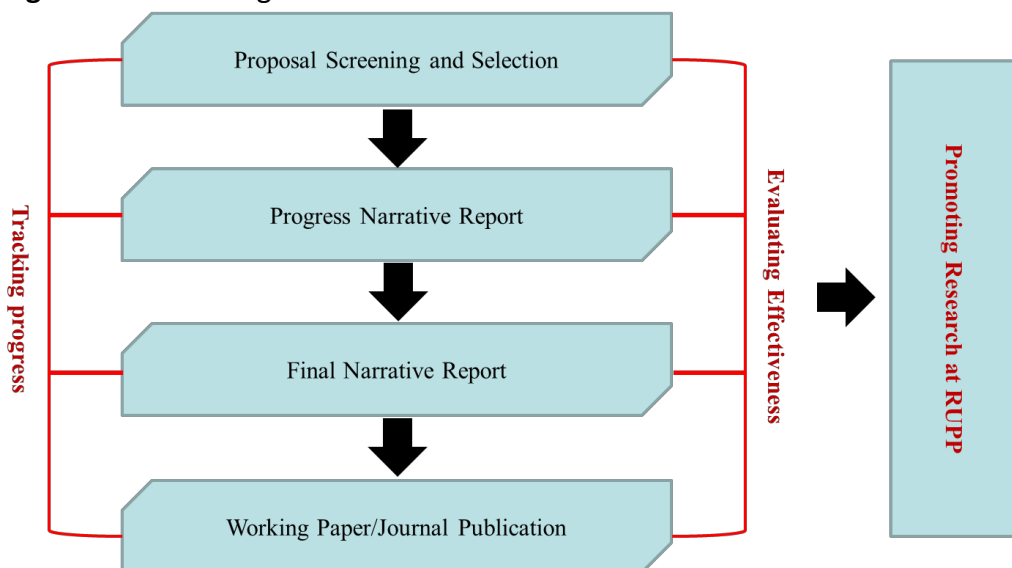 Proposal Screening and Selection
Progress Narrative Report
Final Narrative Report
Working Paper/Journal Publication
Tracking progress
Evaluating Effectiveness
Promoting Research at RUPP